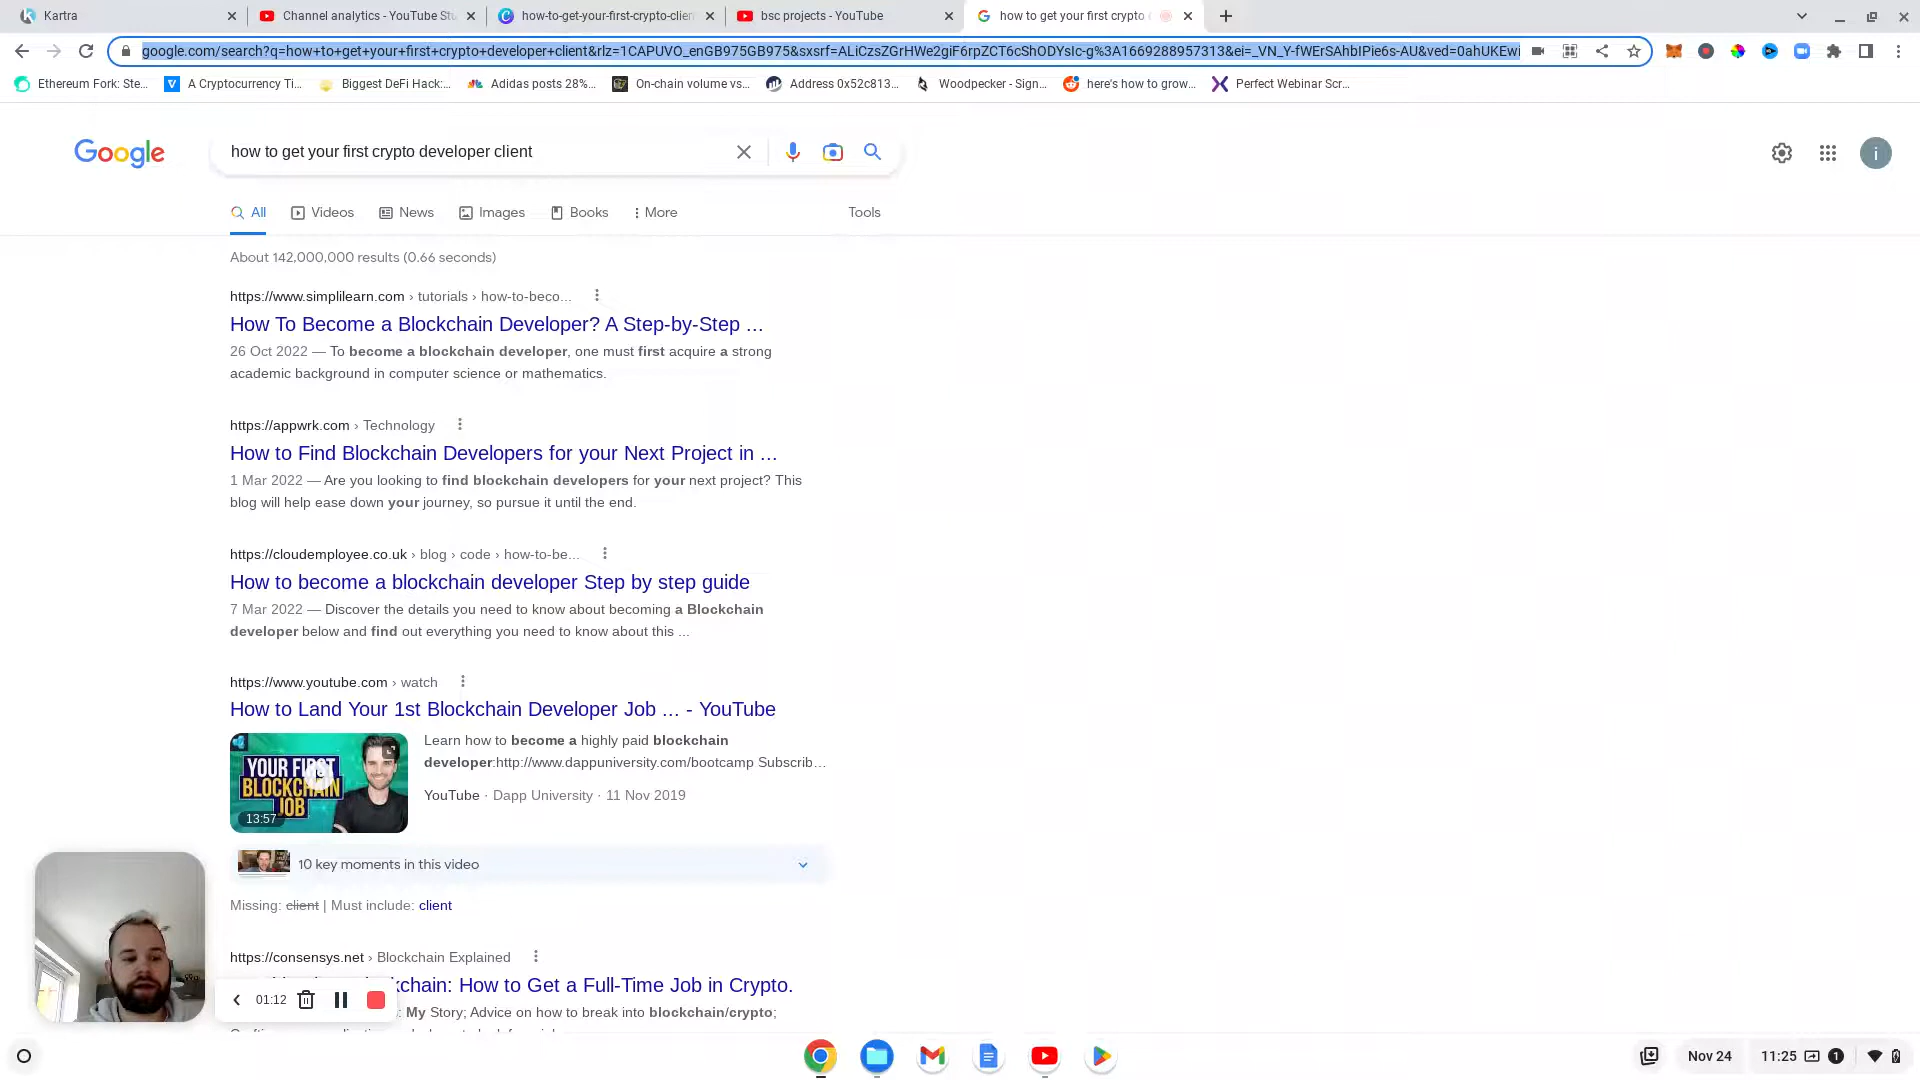 Kartra
Channel analytics - YouTube Stu
how-to-get-your-first-crypto-clien
bsc projects - YouTube
how to get your first crypto
google.com/search?q=how+to+get+your+first+crypto+developer+client&rlz=1CAPUVO_enGB975GB975&sxsrf=ALiCzsZGrHWe2giF6rpZCT6cShODYsIc-g%3A1669288957313&ei=_VN_Y-fWErSAhbIPie6s-AU&ved=0ahUKEwi
Ethereum Fork: Ste...
A Cryptocurrency Ti...
Biggest DeFi Hack:...
Adidas posts 28%...
On-chain volume vs...
Address 0x52c813...
Woodpecker - Sign...
here's how to grow...
Perfect Webinar Scr...
Google
how to get your first crypto developer client
i
All
Videos
News
Images
Books
More
Tools
About 142,000,000 results (0.66 seconds)
https://www.simplilearn.com › tutorials › how-to-beco...
How To Become a Blockchain Developer? A Step-by-Step ...
26 Oct 2022 — To become a blockchain developer, one must first acquire a strong
academic background in computer science or mathematics.
https://appwrk.com › Technology
How to Find Blockchain Developers for your Next Project in ...
1 Mar 2022 — Are you looking to find blockchain developers for your next project? This
blog will help ease down your journey, so pursue it until the end.
https://cloudemployee.co.uk › blog › code › how-to-be...
How to become a blockchain developer Step by step guide
7 Mar 2022 — Discover the details you need to know about becoming a Blockchain
developer below and find out everything you need to know about this ...
https://www.youtube.com › watch
How to Land Your 1st Blockchain Developer Job ... - YouTube
YOUR FIRST
BLOCKCHAIN
JOB
13:57
Learn how to become a highly paid blockchain
developer:http://www.dappuniversity.com/bootcamp Subscrib...
YouTube · Dapp University · 11 Nov 2019
10 key moments in this video
Missing: client | Must include: client
https://consensys.net › Blockchain Explained
kchain: How to Get a Full-Time Job in Crypto.
: My Story; Advice on how to break into blockchain/crypto;
01:12
Nov 24
11:25
1